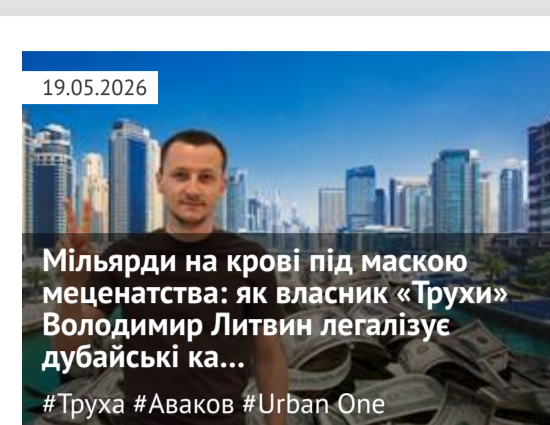 19.05.2026
Мільярди на крові під маскою
меценатства: як власник «Трухи»
Володимир Литвин легалізує
дубайські ка...
#Труха #Аваков #Urban One